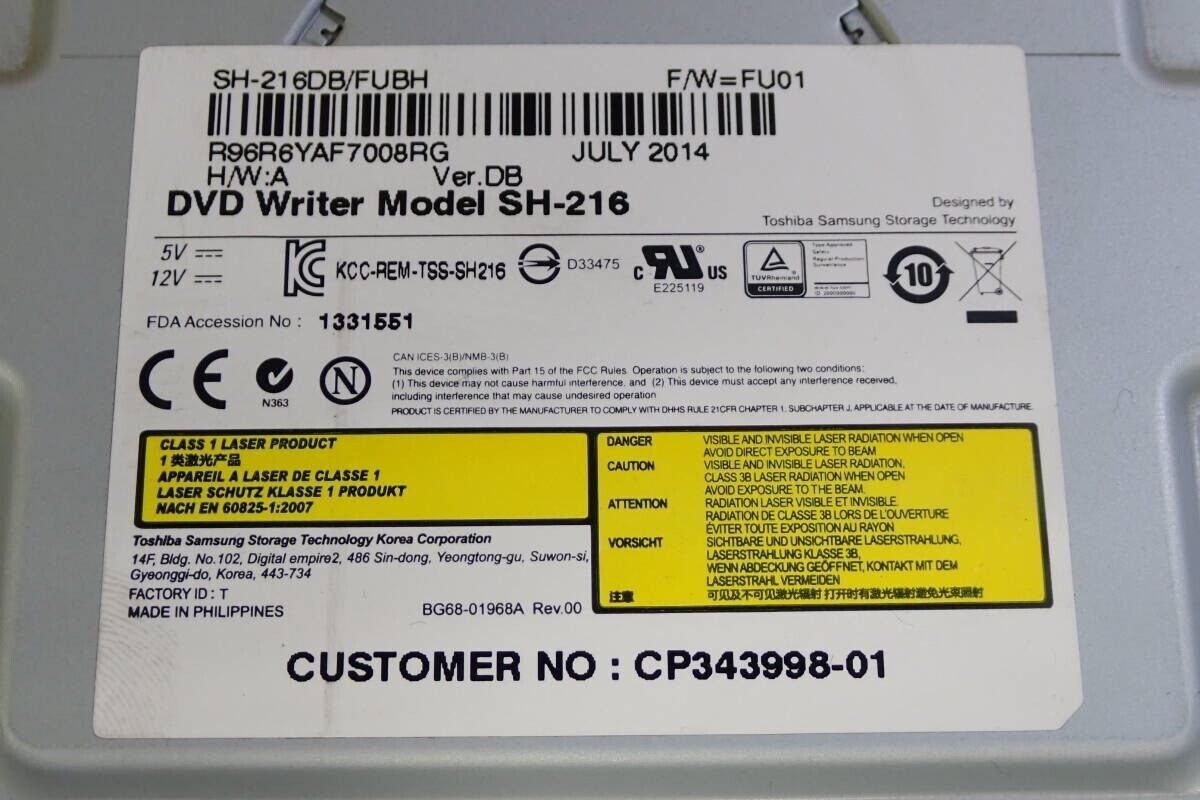 SH-216DB/FUBH F/W=FU01
R96R6YAF7008RG JULY 2014
H/W:A Ver.DB
DVD Writer Model SH-216
Designed by
Toshiba Samsung Storage Technology
5V
12V
KCC-REM-TSS-SH216
D33475
C RU ® US
E225119
TÜVRheinland
CERTIFIED
Type Approved
Safety
Regular Production
Surveillance
www.tuv.com
10
FDA Accession No : 1331551
CE
N363
N
CAN ICES-3(B)/NMB-3(B)
This device complies with Part 15 of the FCC Rules. Operation is subject to the following two conditions:
(1) This device may not cause harmful interference. and (2) This device must accept any interference received,
including interference that may cause undesired operation
PRODUCT IS CERTIFIED BY THE MANUFACTURER TO COMPLY WITH DHHS RULE 21CFR CHAPTER 1. SUBCHAPTER J, APPLICABLE AT THE DATE OF MANUFACTURE.
CLASS 1 LASER PRODUCT
1 类激光产品
APPAREIL A LASER DE CLASSE 1
LASER SCHUTZ KLASSE 1 PRODUKT
NACH EN 60825-1:2007
DANGER VISIBLE AND INVISIBLE LASER RADIATION WHEN OPEN
AVOID DIRECT EXPOSURE TO BEAM
CAUTION VISIBLE AND INVISIBLE LASER RADIATION,
CLASS 3B LASER RADIATION WHEN OPEN
AVOID EXPOSURE TO THE BEAM.
ATTENTION RADIATION LASER VISIBLE ET INVISIBLE.
RADIATION DE CLASSE 3B LORS DE L'OUVERTURE
ÉVITER TOUTE EXPOSITION AU RAYON
VORSICHT SICHTBARE UND UNSICHTBARE LASERSTRAHLUNG,
LASERSTRAHLUNG KLASSE 3B,
WENN ABDECKUNG GEÖFFNET, KONTAKT MIT DEM
LASERSTRAHL VERMEIDEN
注意 可见及不可见激光辐射 打开时有激光辐射避免光束照射
Toshiba Samsung Storage Technology Korea Corporation
14F, Bldg. No.102, Digital empire2, 486 Sin-dong, Yeongtong-gu, Suwon-si,
Gyeonggi-do, Korea, 443-734
FACTORY ID : T
MADE IN PHILIPPINES BG68-01968A Rev.00
CUSTOMER NO : CP343998-01